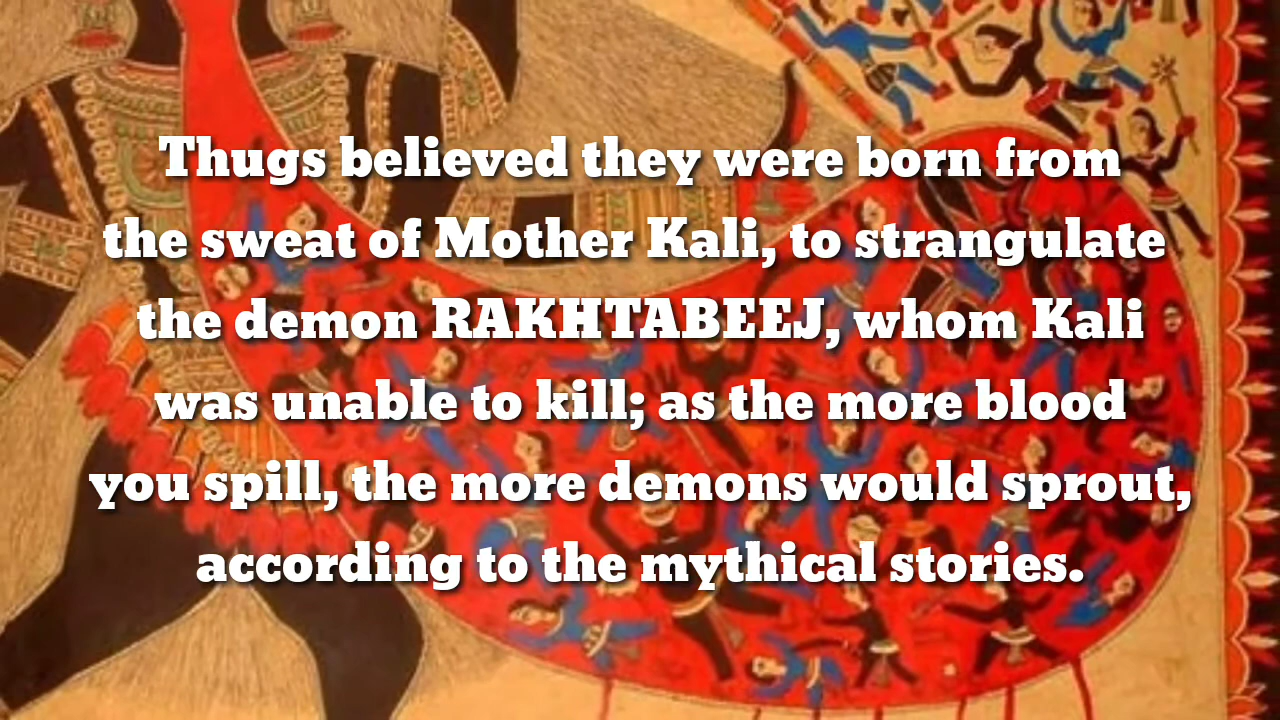 Thugs believed they were born from
the sweat of Mother Kali, to strangulate
the demon RAKHTABEEJ, whom Kali
was unable to kill; as the more blood
you spill, the more demons would sprout,
according to the mythical stories.